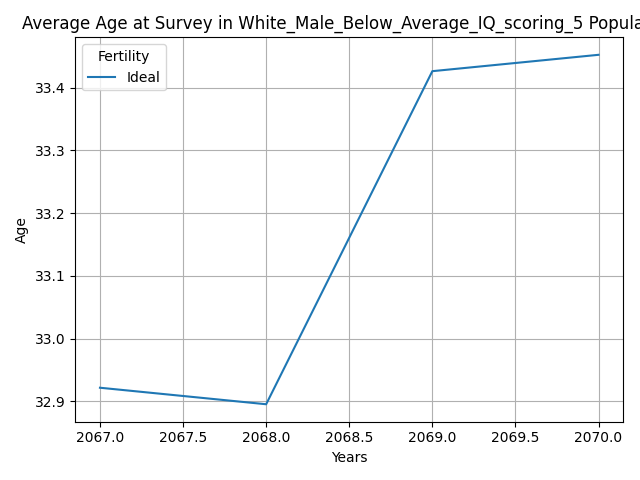 Average Age at Survey in White_Male_Below_Average_IQ_scoring_5 Popula
Fertility
Ideal
33.4
33.3
33.2
33.1
33.0
32.9
Age
2067.0 2067.5 2068.0 2068.5 2069.0 2069.5 2070.0
Years